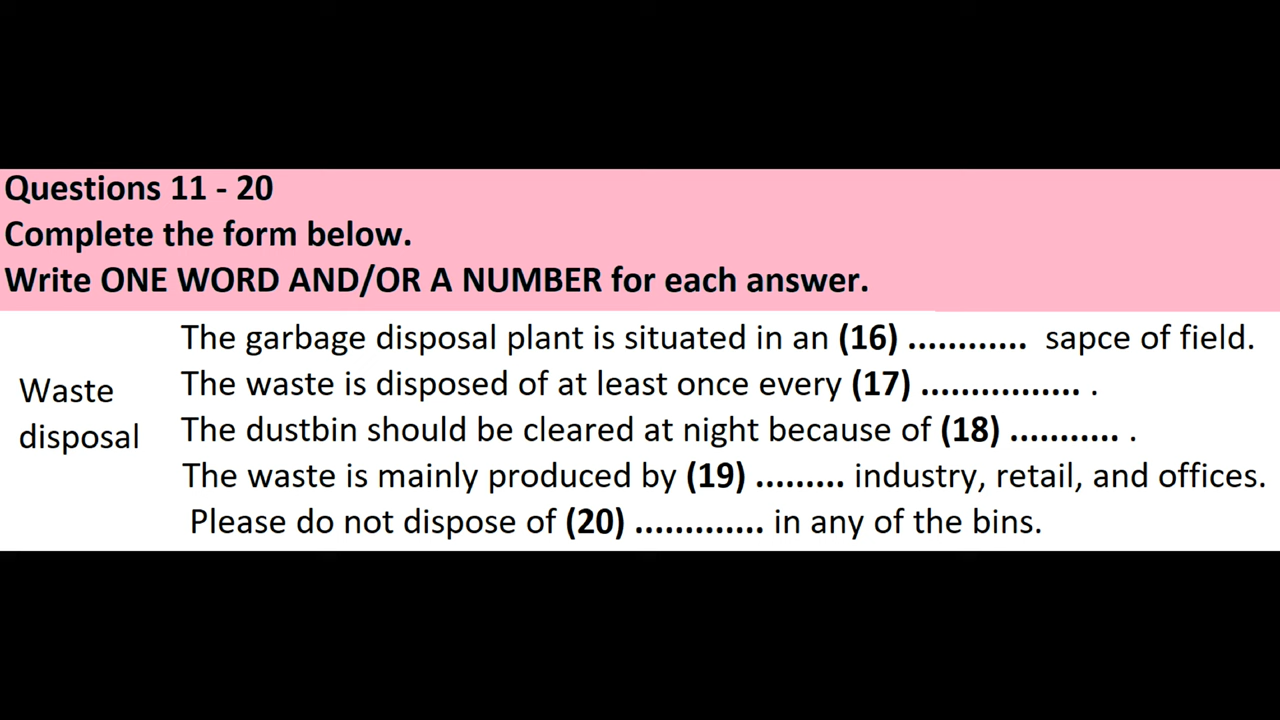 Questions 11 - 20
Complete the form below.
Write ONE WORD AND/OR A NUMBER for each answer.
The garbage disposal plant is situated in an (16) ............ sapce of field.
Waste
The waste is disposed of at least once every (17) ................ .
disposal
The dustbin should be cleared at night because of (18) ........... .
The waste is mainly produced by (19) ......... industry, retail, and offices.
Please do not dispose of (20) ............. in any of the bins.